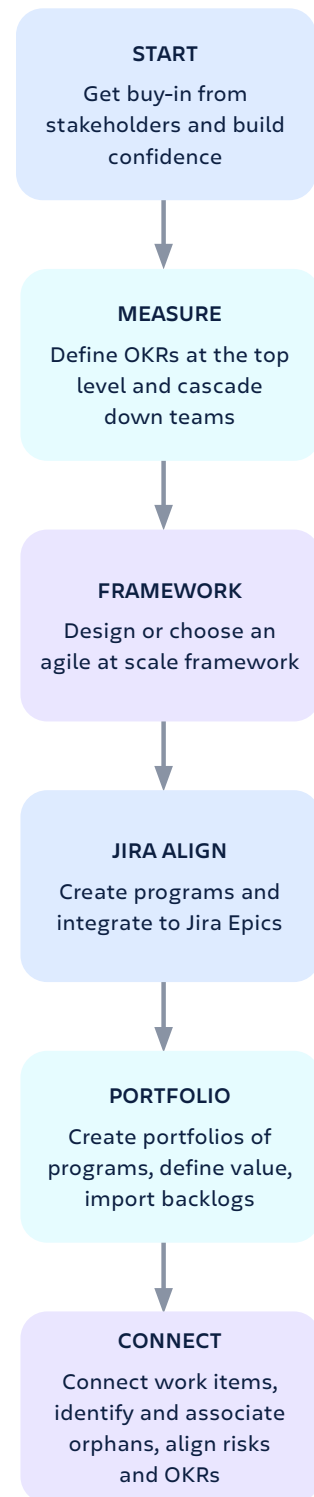 START
Get buy-in from
stakeholders and build
confidence
MEASURE
Define OKRs at the top
level and cascade
down teams
FRAMEWORK
Design or choose an
agile at scale framework
JIRA ALIGN
Create programs and
integrate to Jira Epics
PORTFOLIO
Create portfolios of
programs, define value,
import backlogs
CONNECT
Connect work items,
identify and associate
orphans, align risks
and OKRs